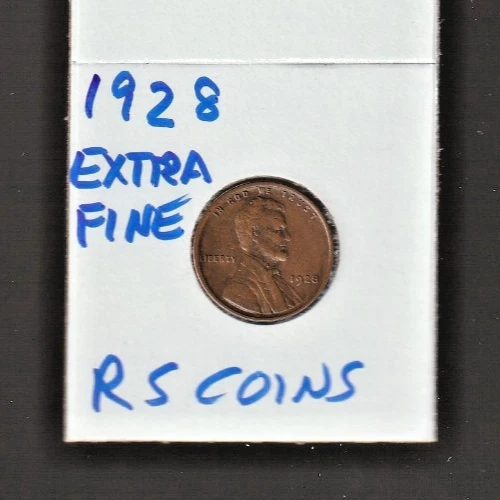 1928
EXTRA
FINE
IN GOD WE TRUST
LIBERTY
1928
RS COINS